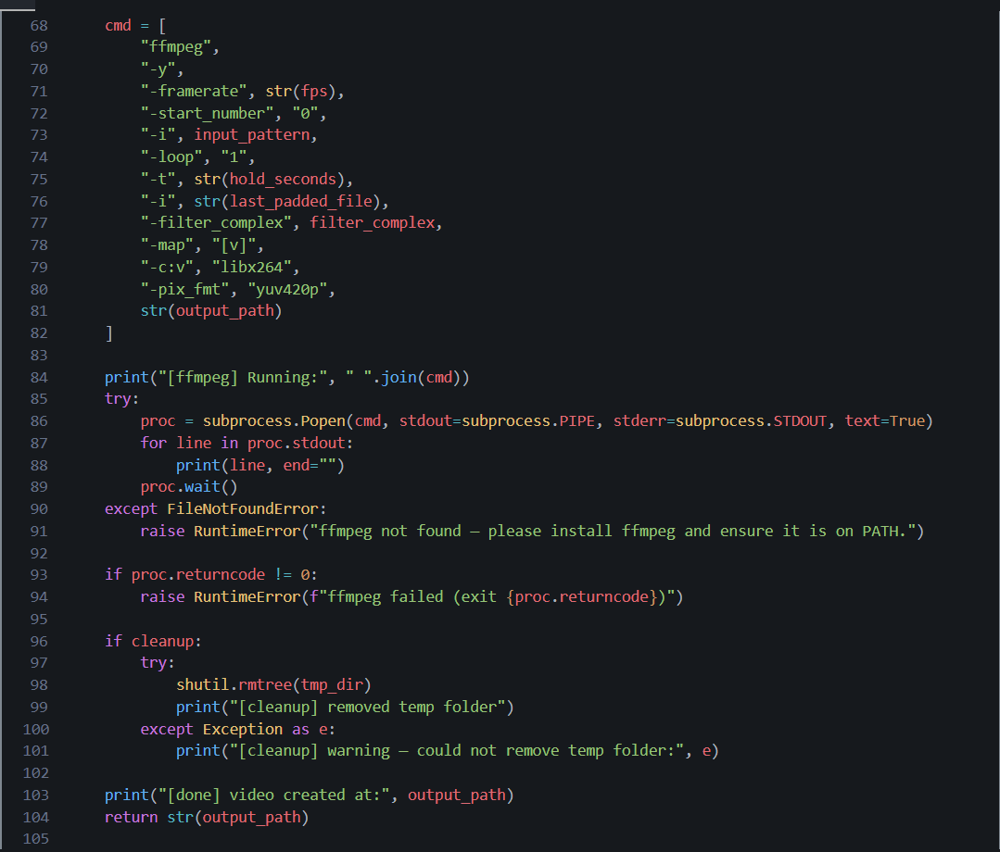 68 cmd = [
69 "ffmpeg",
70 "-y",
71 "-framerate", str(fps),
72 "-start_number", "0",
73 "-i", input_pattern,
74 "-loop", "1",
75 "-t", str(hold_seconds),
76 "-i", str(last_padded_file),
77 "-filter_complex", filter_complex,
78 "-map", "[v]",
79 "-c:v", "libx264",
80 "-pix_fmt", "yuv420p",
81 str(output_path)
82 ]
83
84 print("[ffmpeg] Running:", " ".join(cmd))
85 try:
86 proc = subprocess.Popen(cmd, stdout=subprocess.PIPE, stderr=subprocess.STDOUT, text=True)
87 for line in proc.stdout:
88 print(line, end="")
89 proc.wait()
90 except FileNotFoundError:
91 raise RuntimeError("ffmpeg not found — please install ffmpeg and ensure it is on PATH.")
92
93 if proc.returncode != 0:
94 raise RuntimeError(f"ffmpeg failed (exit {proc.returncode})")
95
96 if cleanup:
97 try:
98 shutil.rmtree(tmp_dir)
99 print("[cleanup] removed temp folder")
100 except Exception as e:
101 print("[cleanup] warning — could not remove temp folder:", e)
102
103 print("[done] video created at:", output_path)
104 return str(output_path)
105